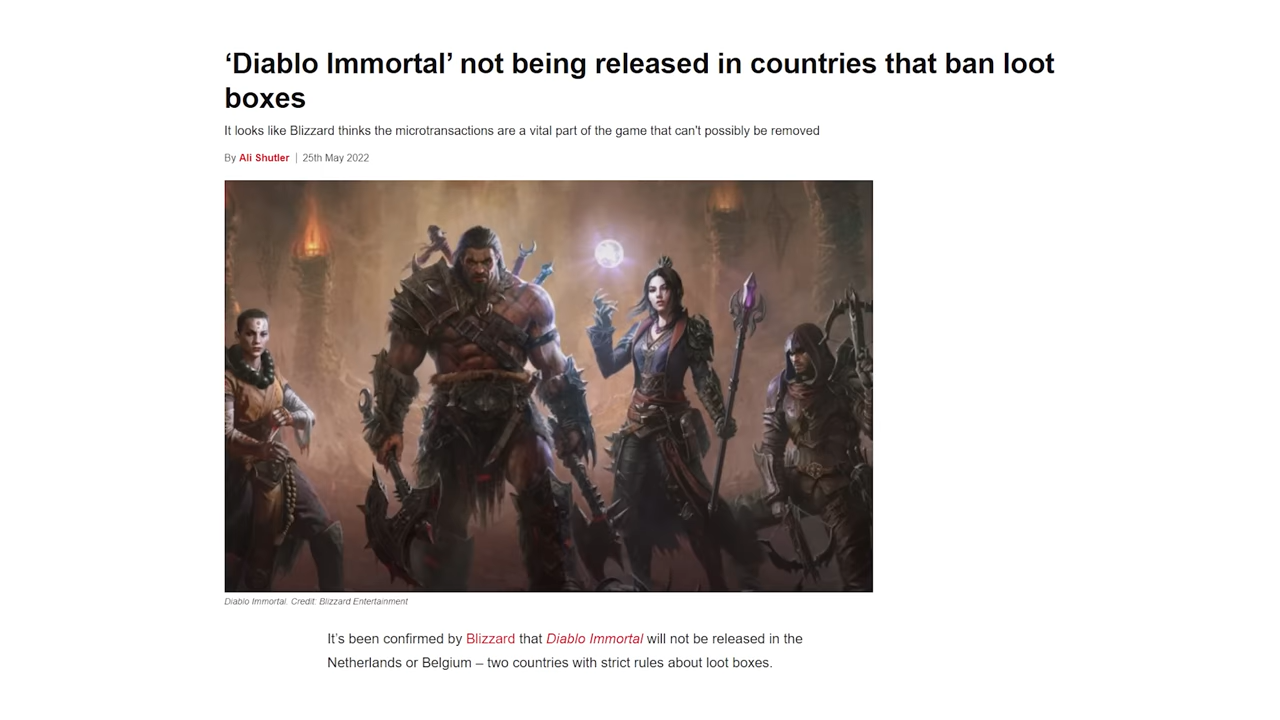 ‘Diablo Immortal’ not being released in countries that ban loot
boxes
It looks like Blizzard thinks the microtransactions are a vital part of the game that can't possibly be removed
By Ali Shutler | 25th May 2022
Diablo Immortal. Credit: Blizzard Entertainment
It’s been confirmed by Blizzard that Diablo Immortal will not be released in the
Netherlands or Belgium – two countries with strict rules about loot boxes.